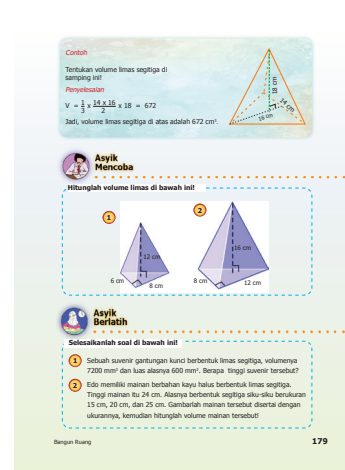 Contoh
Tentukan volume limas segitiga di
samping ini!
Penyelesaian
V = 1/3 x 14 x 16/2 x 18 = 672
Jadi, volume limas segitiga di atas adalah 672 cm³.
18 cm
14 cm
16 cm
Asyik
Mencoba
Hitunglah volume limas di bawah ini!
1
12 cm
6 cm
8 cm
2
16 cm
8 cm
12 cm
Asyik
Berlatih
Selesaikanlah soal di bawah ini!
1 Sebuah suvenir gantungan kunci berbentuk limas segitiga, volumenya
7200 mm³ dan luas alasnya 600 mm². Berapa tinggi suvenir tersebut?
2 Edo memiliki mainan berbahan kayu halus berbentuk limas segitiga.
Tinggi mainan itu 24 cm. Alasnya berbentuk segitiga siku-siku berukuran
15 cm, 20 cm, dan 25 cm. Gambarlah mainan tersebut disertai dengan
ukurannya, kemudian hitunglah volume mainan tersebut!
Bangun Ruang
179